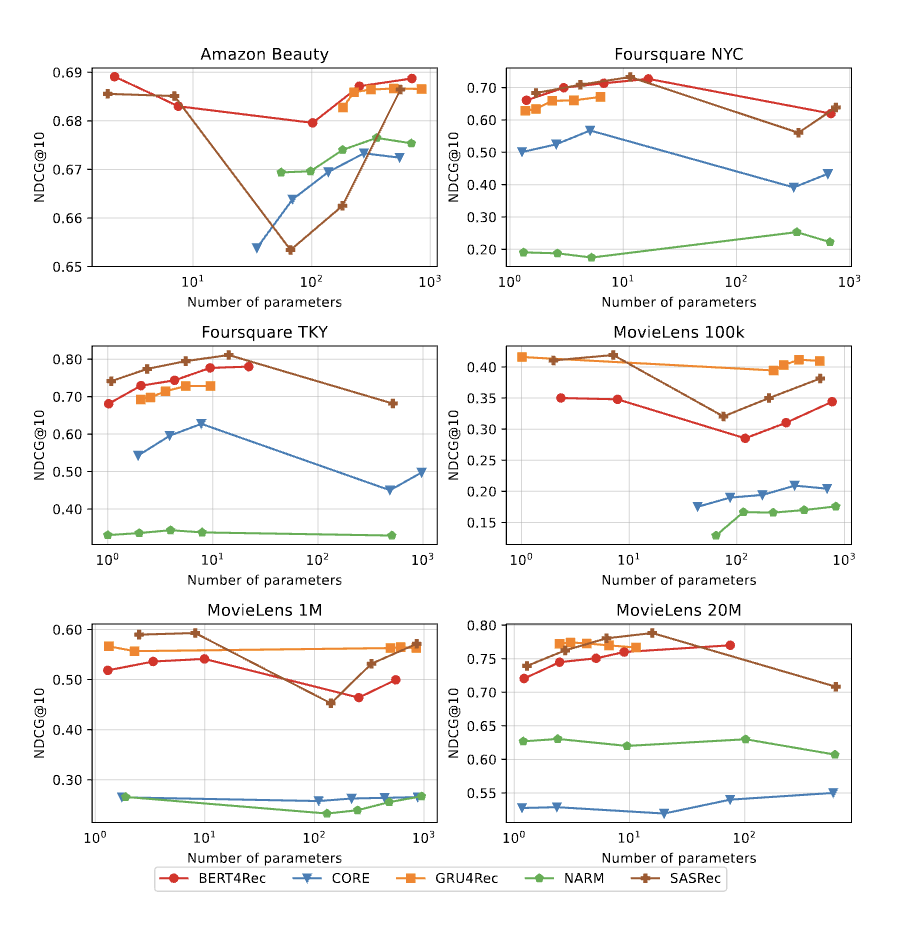 Amazon Beauty
0.69
0.68
0.67
0.66
0.65
NDCG@10
10¹ 10² 10³
Number of parameters
Foursquare NYC
0.70
0.60
0.50
0.40
0.30
0.20
NDCG@10
10⁰ 10¹ 10² 10³
Number of parameters
Foursquare TKY
0.80
0.70
0.60
0.50
0.40
NDCG@10
10⁰ 10¹ 10² 10³
Number of parameters
MovieLens 100k
0.40
0.35
0.30
0.25
0.20
0.15
NDCG@10
10⁰ 10¹ 10² 10³
Number of parameters
MovieLens 1M
0.60
0.50
0.40
0.30
NDCG@10
10⁰ 10¹ 10² 10³
Number of parameters
MovieLens 20M
0.80
0.75
0.70
0.65
0.60
0.55
NDCG@10
10⁰ 10¹ 10²
Number of parameters
BERT4Rec CORE GRU4Rec NARM SASRec